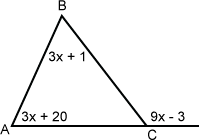 B
3x + 1
3x + 20
9x - 3
A
C